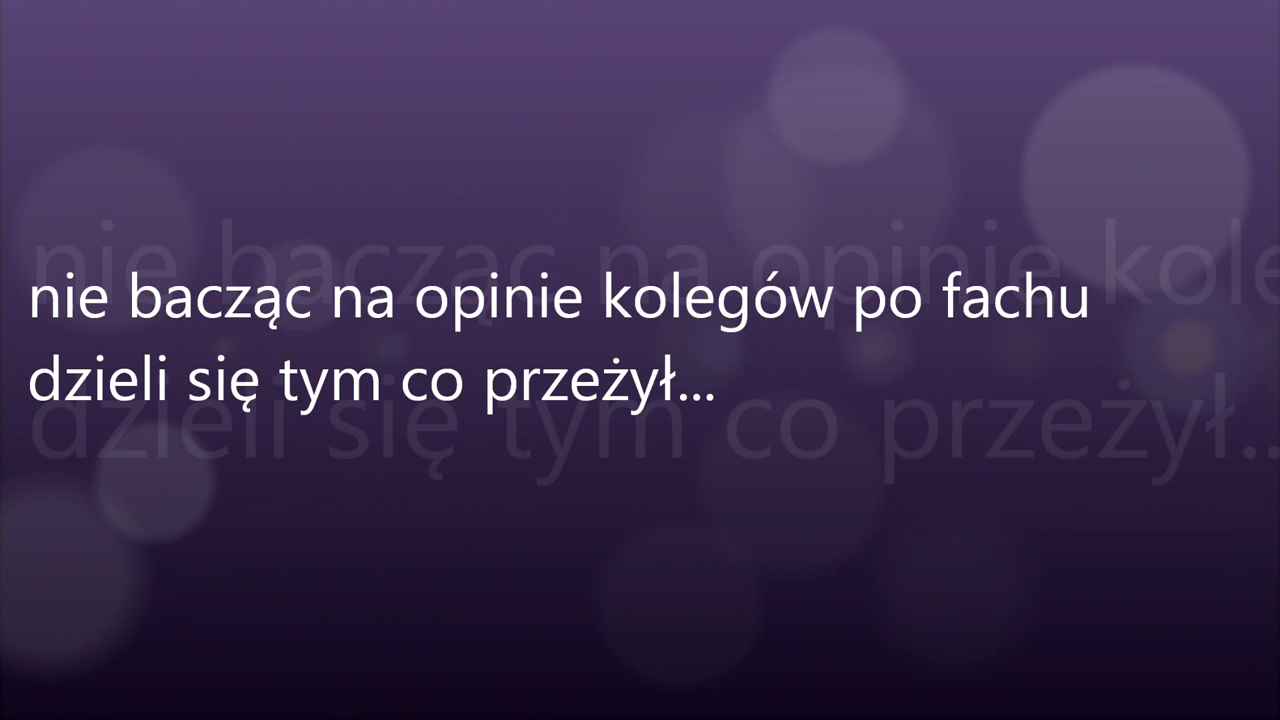 nie bacząc na opinie kolegów po fachu
dzieli się tym co przeżył...